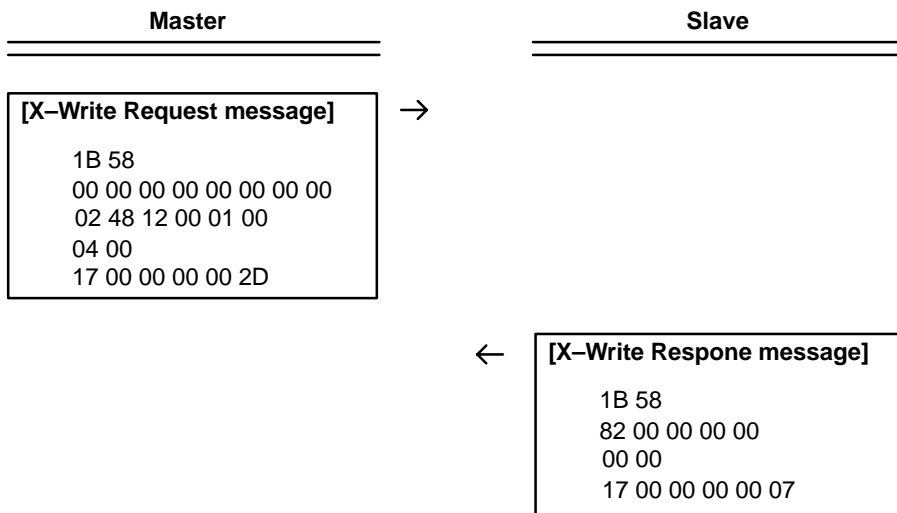 Master
Slave
[X–Write Request message]
1B 58
00 00 00 00 00 00 00 00
02 48 12 00 01 00
04 00
17 00 00 00 00 2D
[X–Write Respone message]
1B 58
82 00 00 00 00
00 00
17 00 00 00 00 07